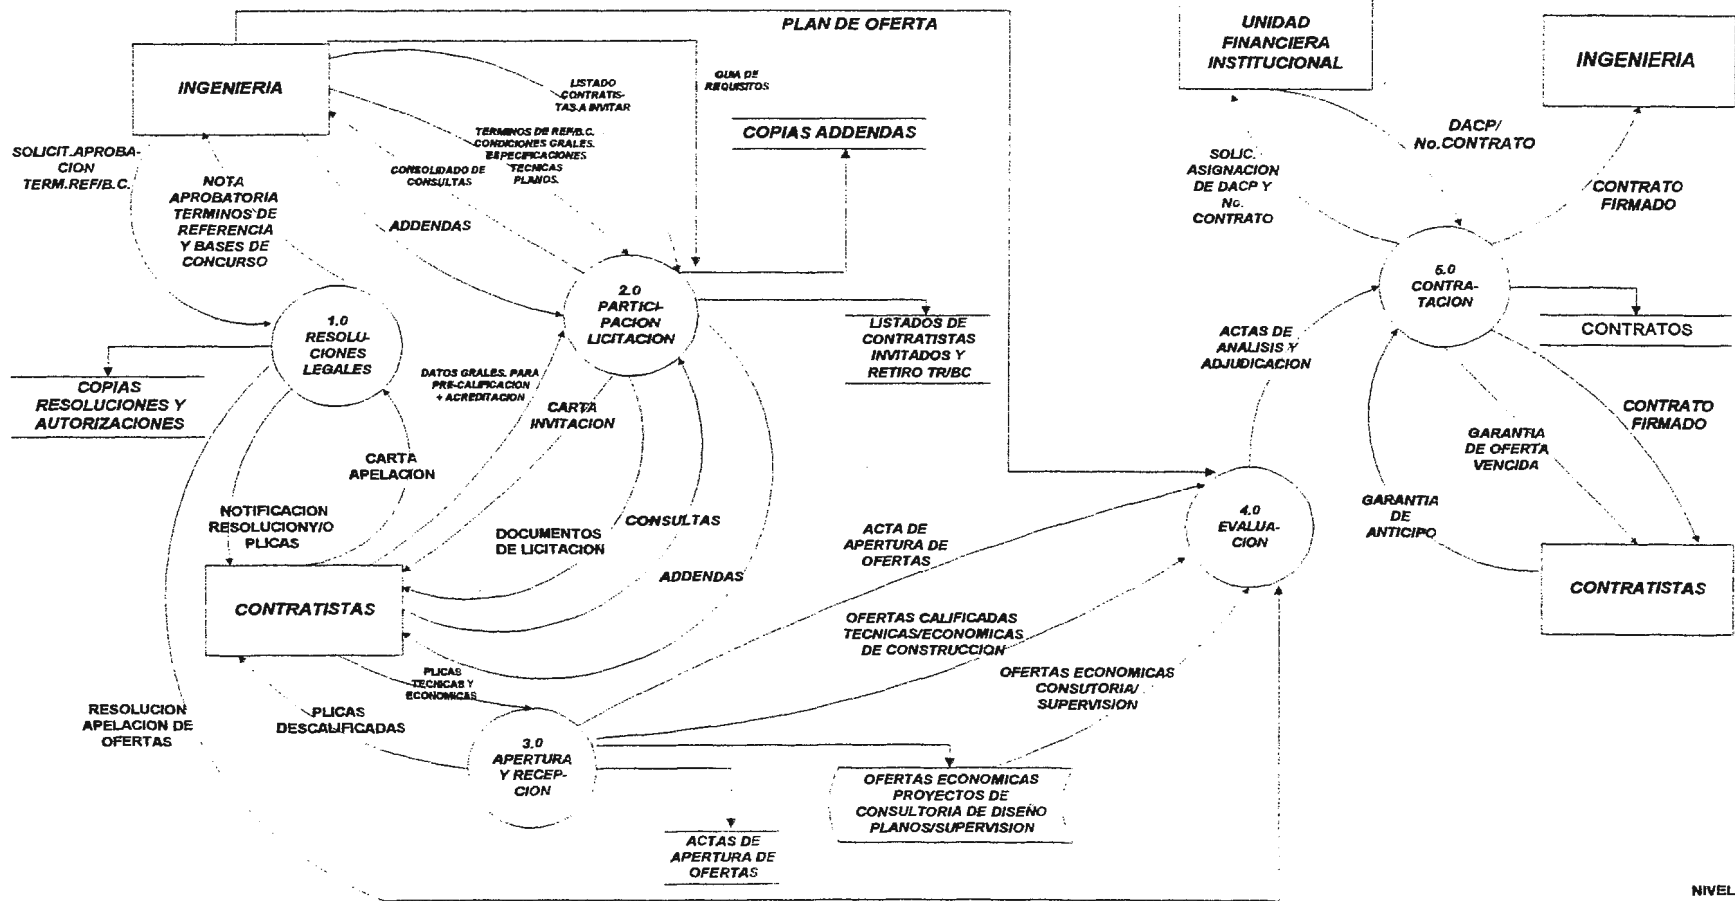 PLAN DE OFERTA
UNIDAD
FINANCIERA
INSTITUCIONAL
INGENIERIA
INGENIERIA
LISTADO
CONTRATIS-
TAS.A INVITAR
GUIA DE
REQUISITOS
COPIAS ADDENDAS
TERMINOS DE REF/B.C.
CONDICIONES GRALES.
ESPECIFICACIONES
TECNICAS
PLANOS.
CONSOLIDADO DE
CONSULTAS
SOLICIT.APROBA-
CION
TERM.REF/B.C.
NOTA
APROBATORIA
TERMINOS DE
REFERENCIA
Y BASES DE
CONCURSO
ADDENDAS
SOLIC.
ASIGNACION
DE DACP Y
No.
CONTRATO
DACP/
No.CONTRATO
CONTRATO
FIRMADO
1.0
RESOLU-
CIONES
LEGALES
2.0
PARTICI-
PACION
LICITACION
5.0
CONTRA-
TACION
COPIAS
RESOLUCIONES Y
AUTORIZACIONES
LISTADOS DE
CONTRATISTAS
INVITADOS Y
RETIRO TR/BC
CONTRATOS
ACTAS DE
ANALISIS Y
ADJUDICACION
DATOS GRALES. PARA
PRE-CALIFICACION
+ ACREDITACION
CARTA
INVITACION
CARTA
APELACION
CONTRATO
FIRMADO
GARANTIA
DE OFERTA
VENCIDA
GARANTIA
DE
ANTICIPO
NOTIFICACION
RESOLUCIONY/O
PLICAS
DOCUMENTOS
DE LICITACION
CONSULTAS
ADDENDAS
ACTA DE
APERTURA DE
OFERTAS
4.0
EVALUA-
CION
CONTRATISTAS
CONTRATISTAS
OFERTAS CALIFICADAS
TECNICAS/ECONOMICAS
DE CONSTRUCCION
OFERTAS ECONOMICAS
CONSUTORIA/
SUPERVISION
PLICAS
TECNICAS Y
ECONOMICAS
RESOLUCION
APELACION DE
OFERTAS
PLICAS
DESCALIFICADAS
3.0
APERTURA
Y RECEP-
CION
OFERTAS ECONOMICAS
PROYECTOS DE
CONSULTORIA DE DISEÑO
PLANOS/SUPERVISION
ACTAS DE
APERTURA DE
OFERTAS
NIVEL